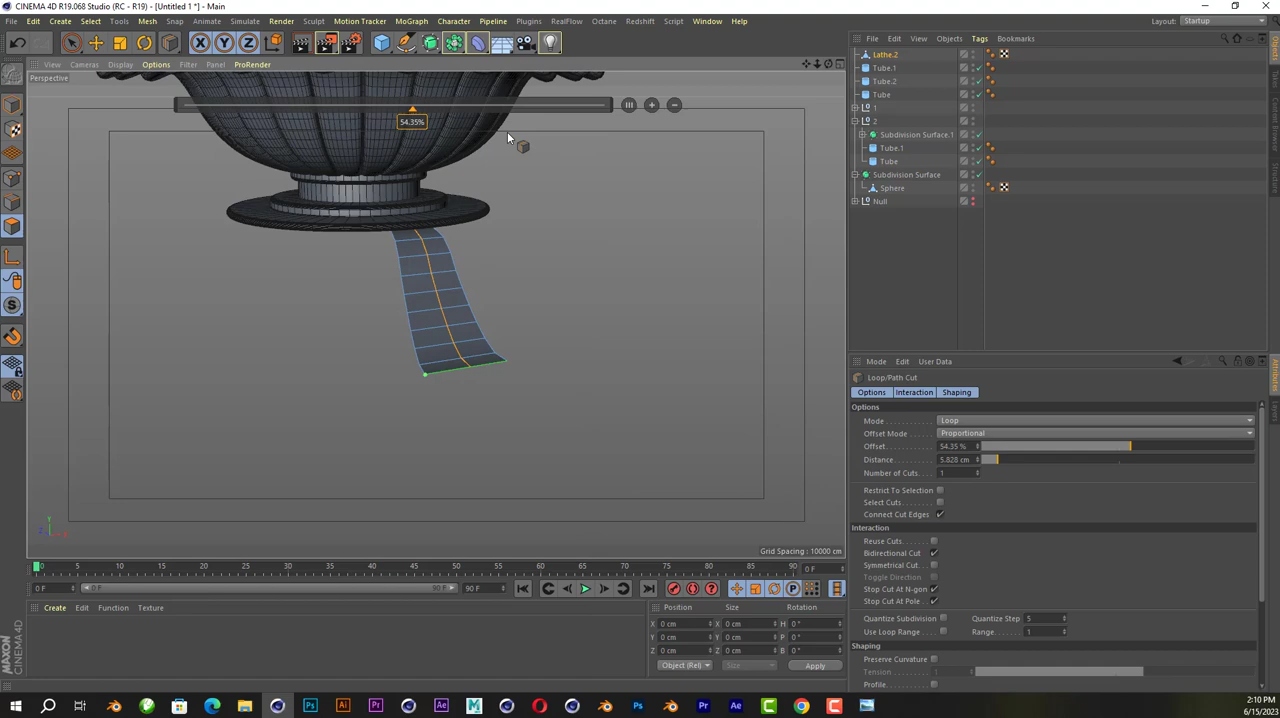 CINEMA 4D R19.068 Studio (RC - R19) - [Untitled 1 *] - Main
File Edit Create Select Tools Mesh Snap Animate Simulate Render Sculpt Motion Tracker MoGraph Character Pipeline Plugins RealFlow Octane Redshift Script Window Help
Layout: Startup
File Edit View Objects Tags Bookmarks
View Cameras Display Options Filter Panel ProRender
Perspective
54.35%
Lathe.2
Tube.1
Tube.2
Tube
1
2
Subdivision Surface.1
Tube.1
Tube
Subdivision Surface
Sphere
Null
Objects
Structure
Mode Edit User Data
Attributes
Loop/Path Cut
Options Interaction Shaping
Options
Mode Loop
Offset Mode Proportional
Offset 54.35 %
Distance 5.828 cm
Number of Cuts. 1
Restrict To Selection
Select Cuts
Connect Cut Edges
Interaction
Reuse Cuts
Bidirectional Cut
Symmetrical Cut
Toggle Direction
Stop Cut At N-gon
Stop Cut At Pole
Quantize Subdivision Quantize Step 5
Use Loop Range Range 1
Shaping
Preserve Curvature
Tension 1
Profile
Grid Spacing : 10000 cm
0 5 10 15 20 25 30 35 40 45 50 55 60 65 70 75 80 85 90 0 F
0 F 0 F 90 F 90 F
Create Edit Function Texture
Position Size Rotation
X 0 cm X 0 cm H 0 °
Y 0 cm Y 0 cm P 0 °
Z 0 cm Z 0 cm B 0 °
Object (Rel) Size Apply
MAXON CINEMA 4D
2:10 PM
6/15/2023